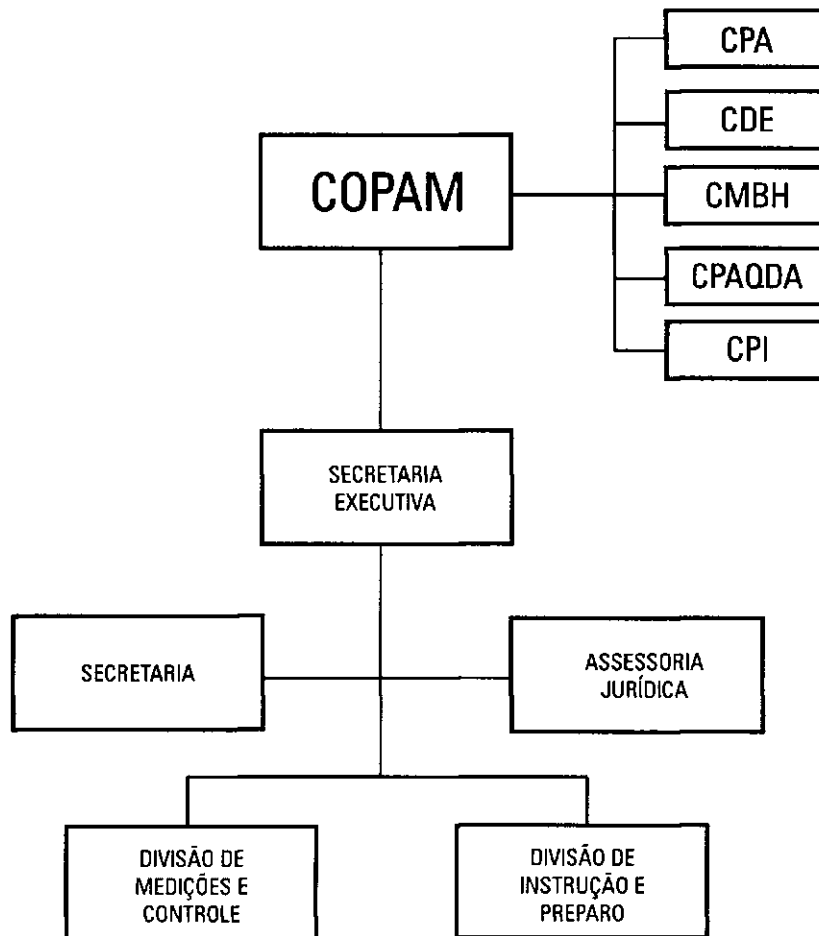 CPA
CDE
COPAM
CMBH
CPAQDA
CPI
SECRETARIA
EXECUTIVA
SECRETARIA
ASSESSORIA
JURÍDICA
DIVISÃO DE
MEDIÇÕES E
CONTROLE
DIVISÃO DE
INSTRUÇÃO E
PREPARO